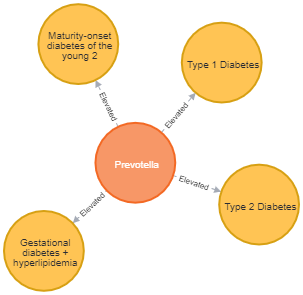 Maturity-onset
diabetes of the
young 2
Type 1 Diabetes
Elevated
Elevated
Prevotella
Elevated
Type 2 Diabetes
Elevated
Gestational
diabetes +
hyperlipidemia